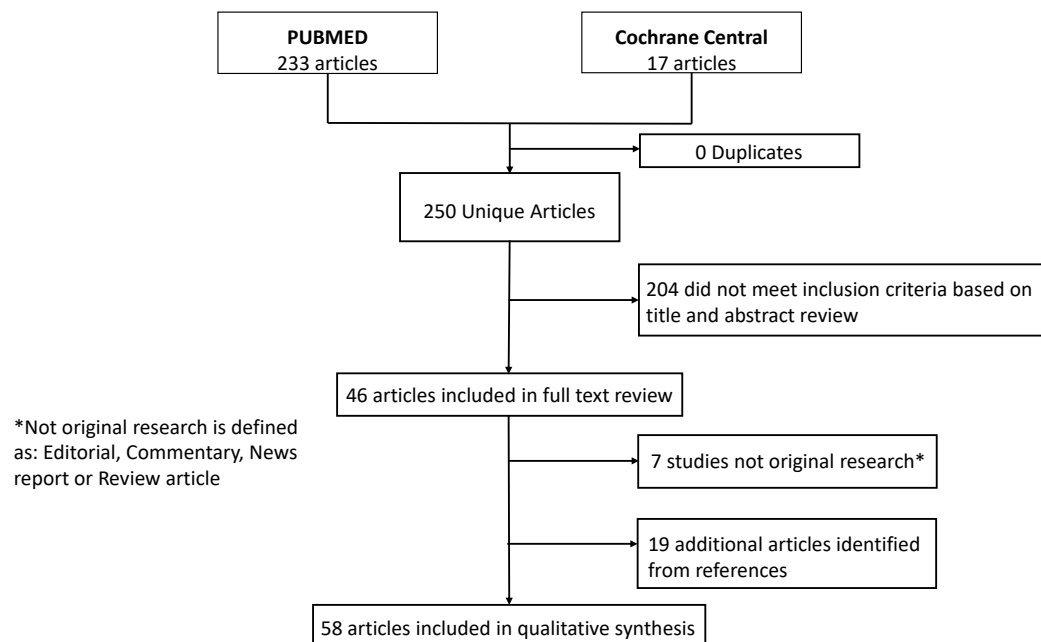 PUBMED
233 articles
Cochrane Central
17 articles
0 Duplicates
250 Unique Articles
204 did not meet inclusion criteria based on
title and abstract review
46 articles included in full text review
*Not original research is defined
as: Editorial, Commentary, News
report or Review article
7 studies not original research*
19 additional articles identified
from references
58 articles included in qualitative synthesis